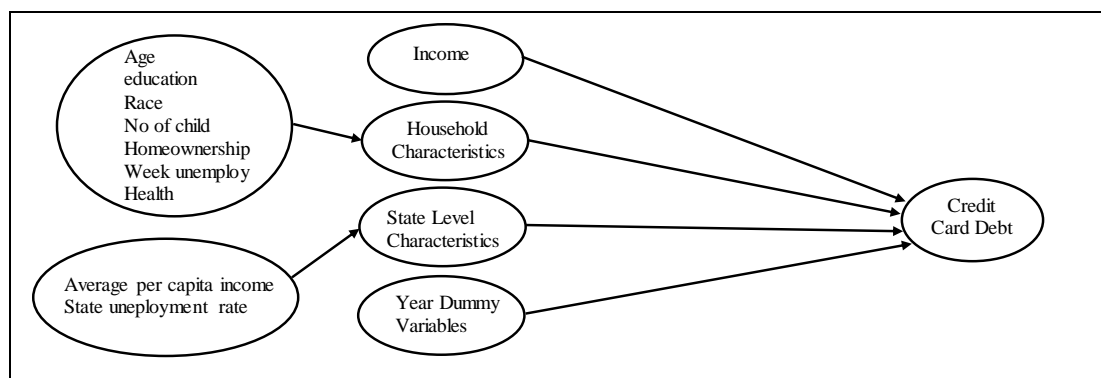 Age
education
Race
No of child
Homeownership
Week unemploy
Health
Average per capita income
State uneployment rate
Income
Household
Characteristics
State Level
Characteristics
Year Dummy
Variables
Credit
Card Debt